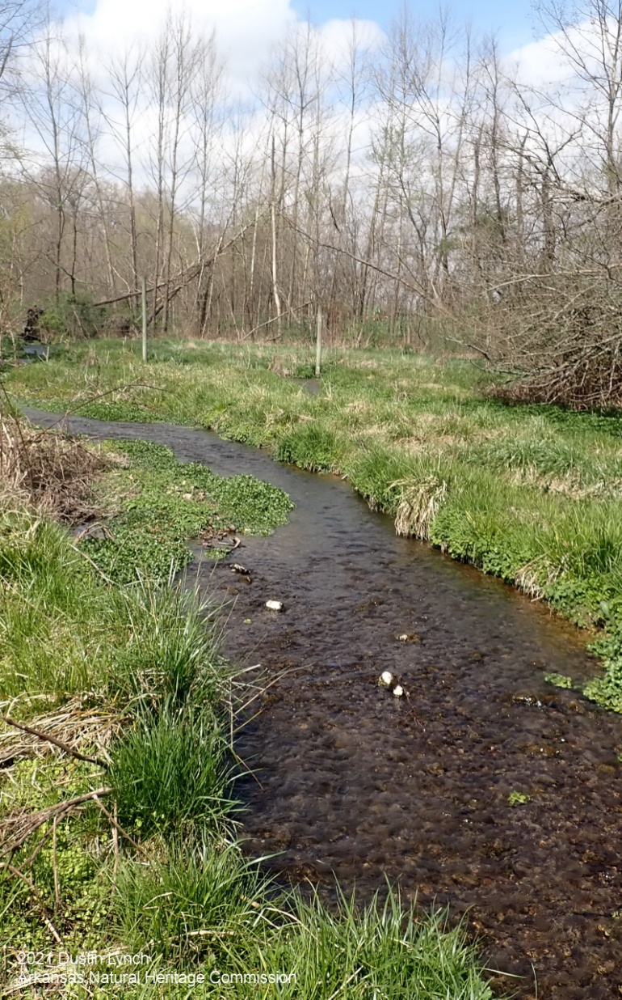 2021 Dustin Lynch
Arkansas Natural Heritage Commission